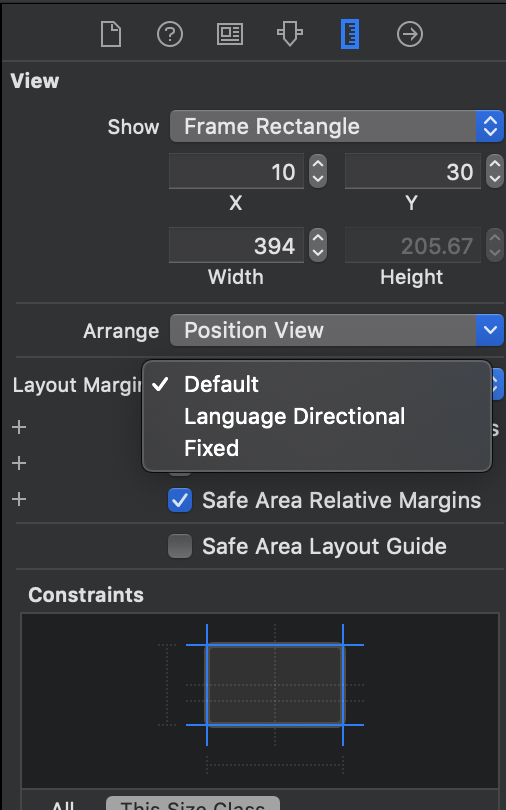 View
Show Frame Rectangle
10 30
X Y
394 205.67
Width Height
Arrange Position View
Layout Margin
Default
Language Directional
Fixed
s
Safe Area Relative Margins
Safe Area Layout Guide
Constraints
All This Size Class